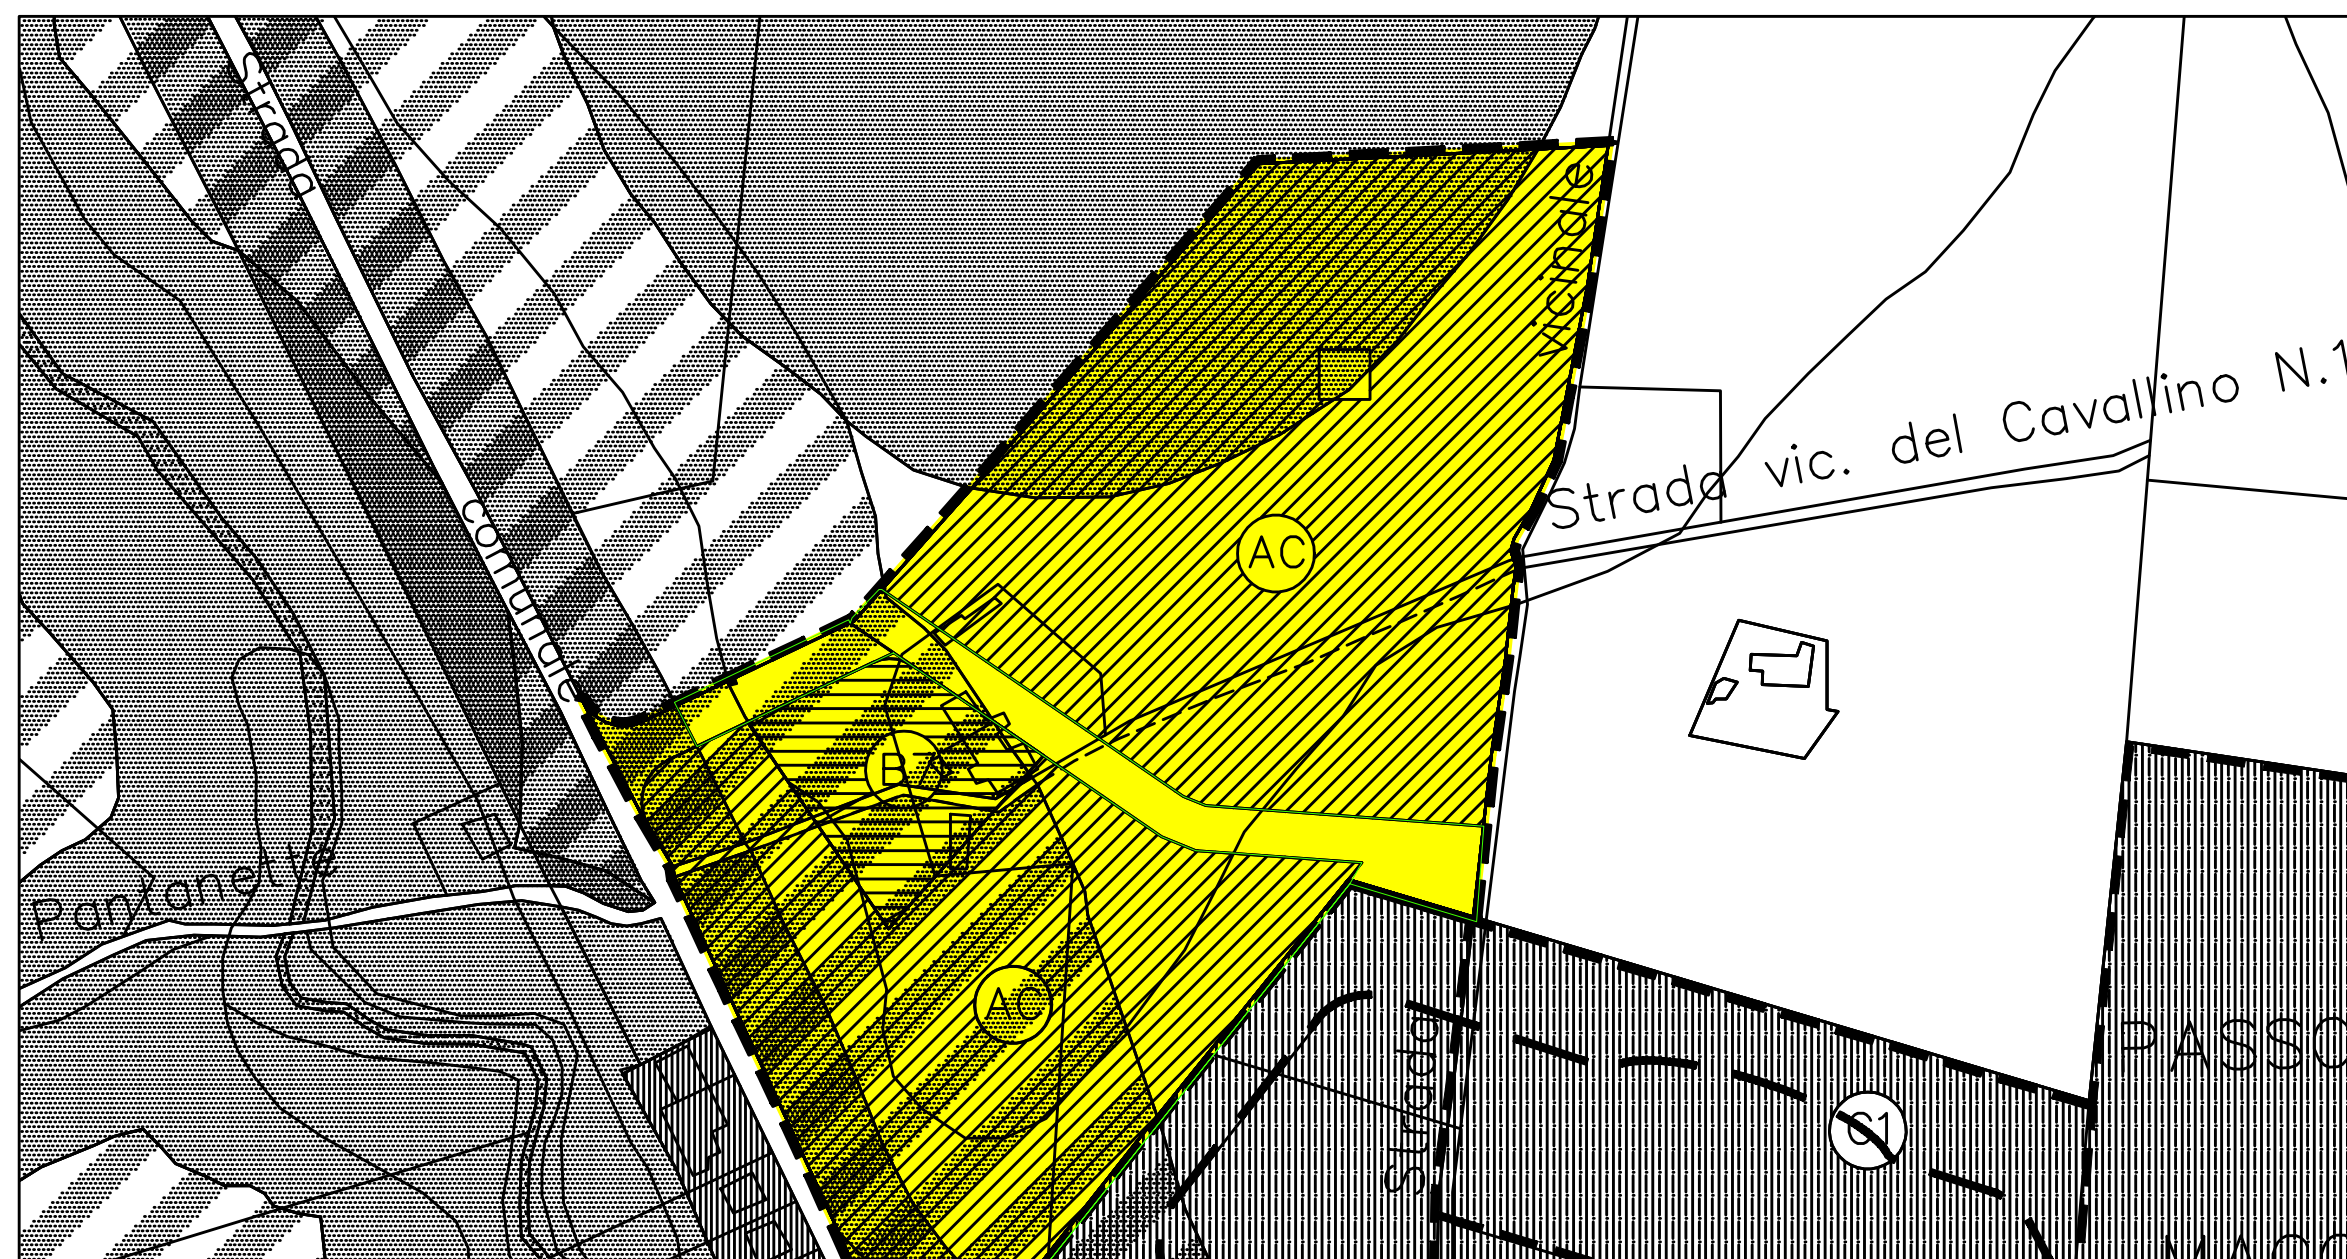 Strada
vicinale
Strada vic. del Cavallino N.1
comunale
AC
B7
Pantanelle
AC
Strada
PASSO
C1